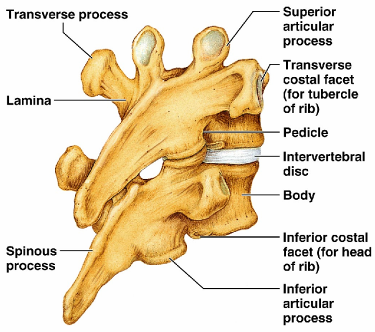 Transverse process
Lamina
Spinous
process
Superior
articular
process
Transverse
costal facet
(for tubercle
of rib)
Pedicle
Intervertebral
disc
Body
Inferior costal
facet (for head
of rib)
Inferior
articular
process